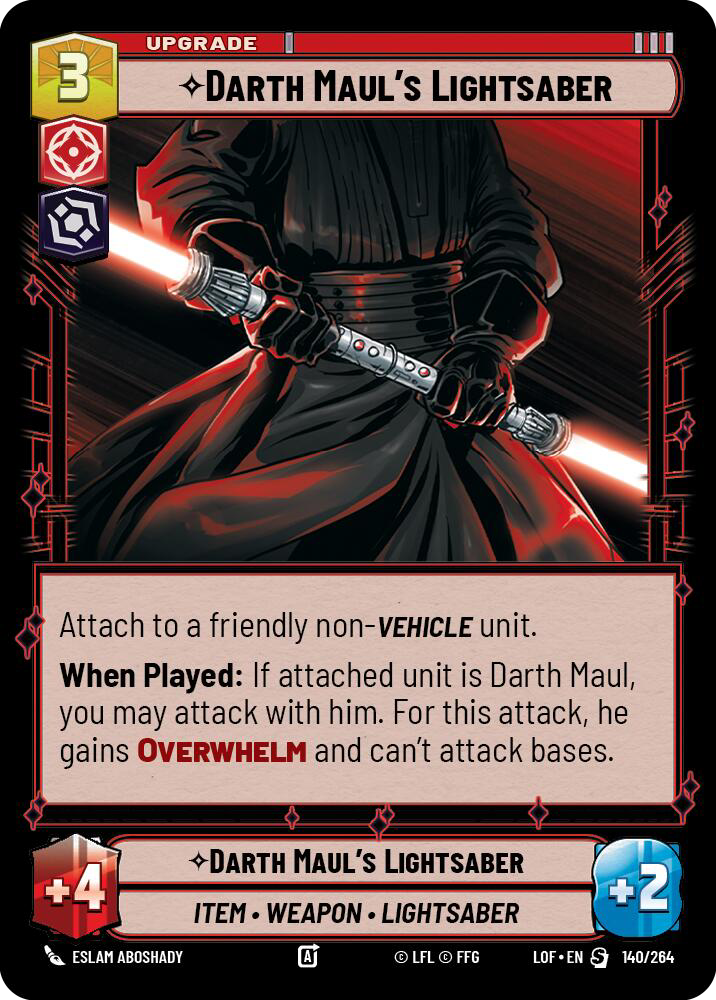 UPGRADE
3
✧DARTH MAUL'S LIGHTSABER
Attach to a friendly non-VEHICLE unit.
When Played: If attached unit is Darth Maul,
you may attack with him. For this attack, he
gains OVERWHELM and can't attack bases.
+4
✧DARTH MAUL'S LIGHTSABER
+2
ITEM • WEAPON • LIGHTSABER
ESLAM ABOSHADY
A
© LFL © FFG
LOF • EN
S
140/264